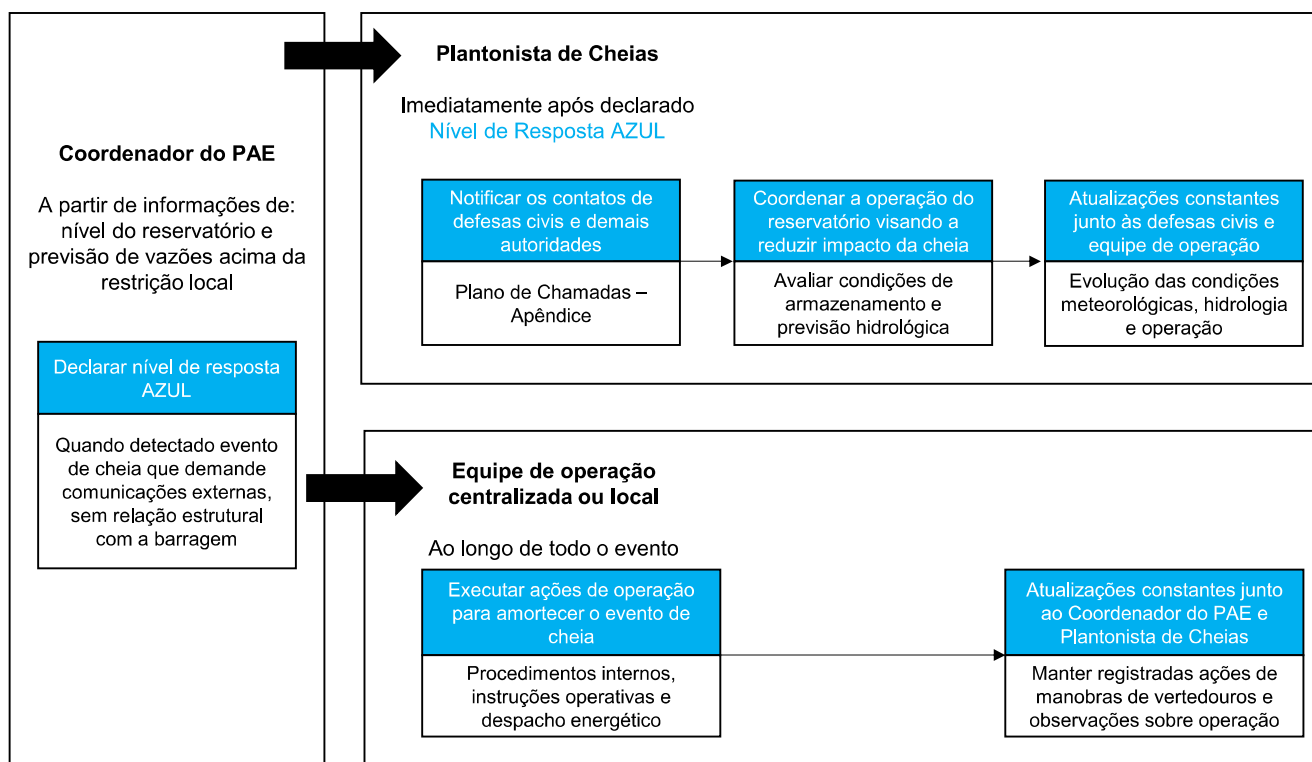 Coordenador do PAE
A partir de informações de:
nível do reservatório e
previsão de vazões acima da
restrição local
Declarar nível de resposta
AZUL
Quando detectado evento
de cheia que demande
comunicações externas,
sem relação estrutural
com a barragem
Plantonista de Cheias
Imediatamente após declarado
Nível de Resposta AZUL
Notificar os contatos de
defesas civis e demais
autoridades
Plano de Chamadas –
Apêndice
Coordenar a operação do
reservatório visando a
reduzir impacto da cheia
Avaliar condições de
armazenamento e
previsão hidrológica
Atualizações constantes
junto às defesas civis e
equipe de operação
Evolução das condições
meteorológicas, hidrologia
e operação
Equipe de operação
centralizada ou local
Ao longo de todo o evento
Executar ações de operação
para amortecer o evento de
cheia
Procedimentos internos,
instruções operativas e
despacho energético
Atualizações constantes junto
ao Coordenador do PAE e
Plantonista de Cheias
Manter registradas ações de
manobras de vertedouros e
observações sobre operação